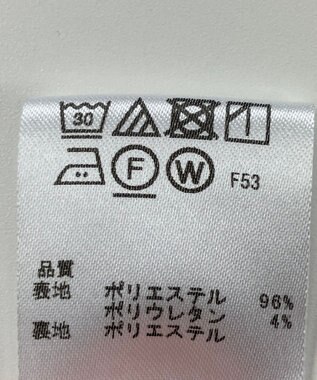 30
F W F53
品質
表地 ポリエステル 96%
ポリウレタン 4%
裏地 ポリエステル